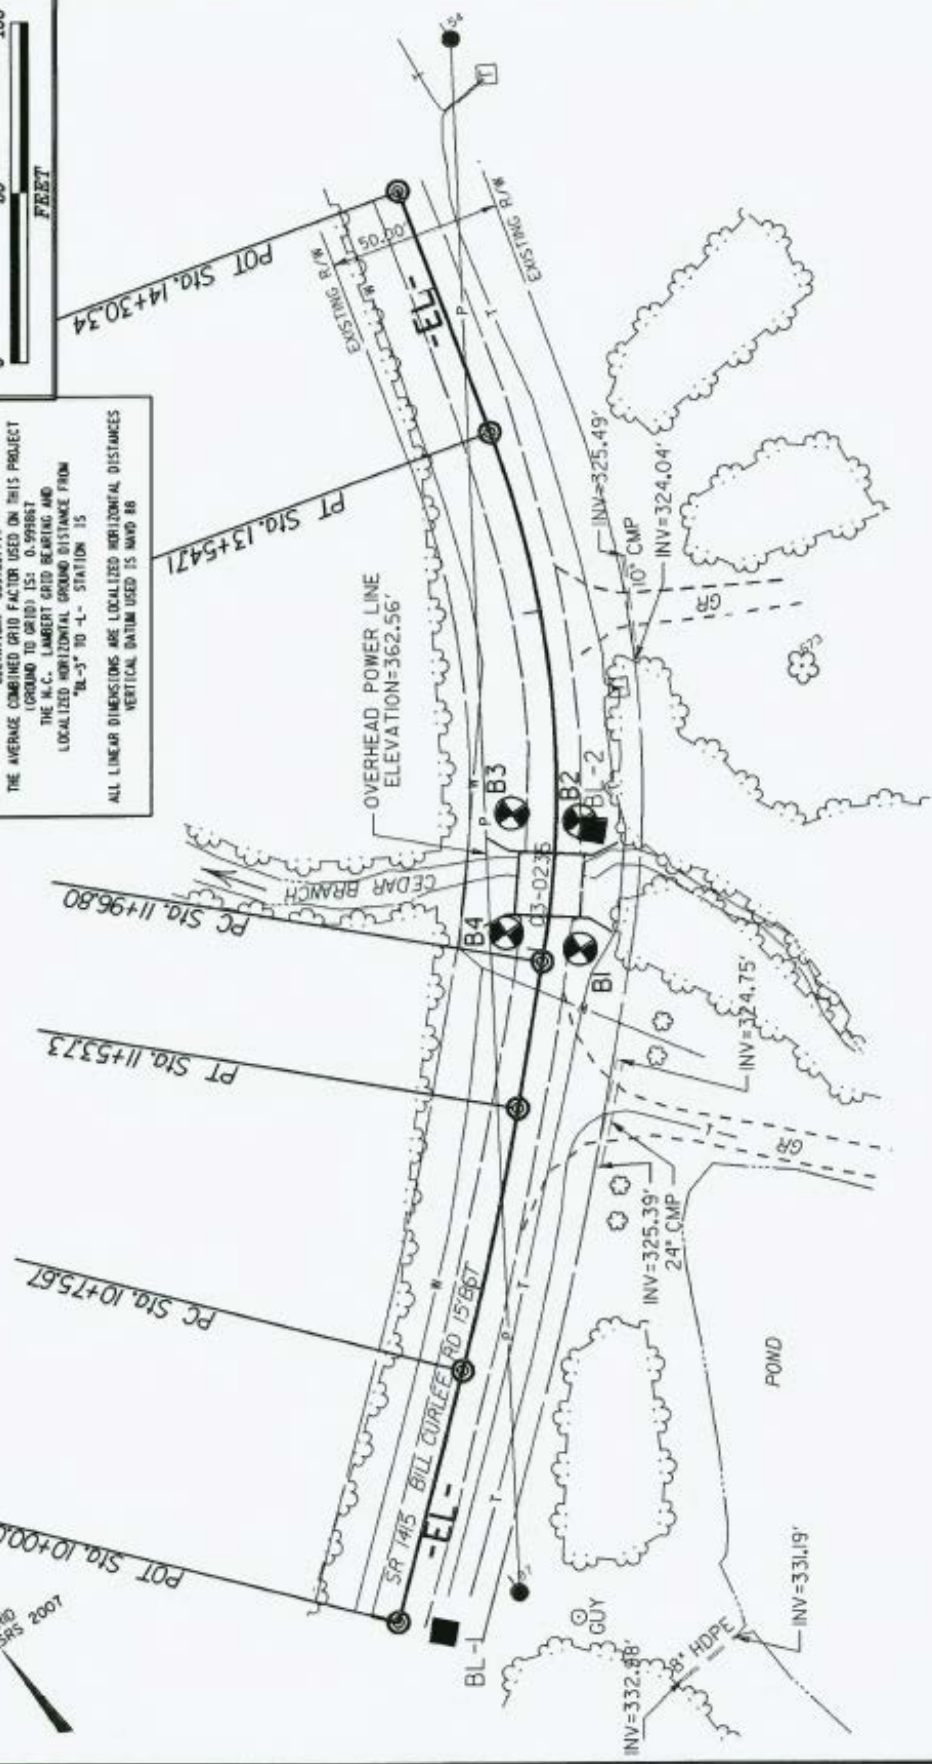 FEET
THE AVERAGE COMBINED GRID FACTOR USED ON THIS PROJECT
(GROUND TO GRID) IS: 0.999867
THE N.C. LAMBERT GRID BEARING AND
LOCALIZED HORIZONTAL GROUND DISTANCE FROM
"BL-3" TO -L- STATION IS
ALL LINEAR DIMENSIONS ARE LOCALIZED HORIZONTAL DISTANCES
VERTICAL DATUM USED IS NAVD 88
2007
POT Sta. 10+00.
PC Sta. 10+75.67
PT Sta. 11+53.73
PC Sta. 11+96.80
PT Sta. 13+54.71
POT Sta. 14+30.34
EXISTING R/W
50.00'
EXISTING R/W
OVERHEAD POWER LINE
ELEVATION=362.56'
CEDAR BRANCH
SR 1415 BILL CURLEE RD 15'BST
-EL-
-EL-
B4
B3
B1
B2
BL-2
BL-1
INV=325.49'
10" CMP
INV=324.04'
GR
INV=324.75'
GR
INV=325.39'
24" CMP
POND
GUY
8" HDPE
INV=331.19'
W
W
W
P
P
P
T
T
T
T
T